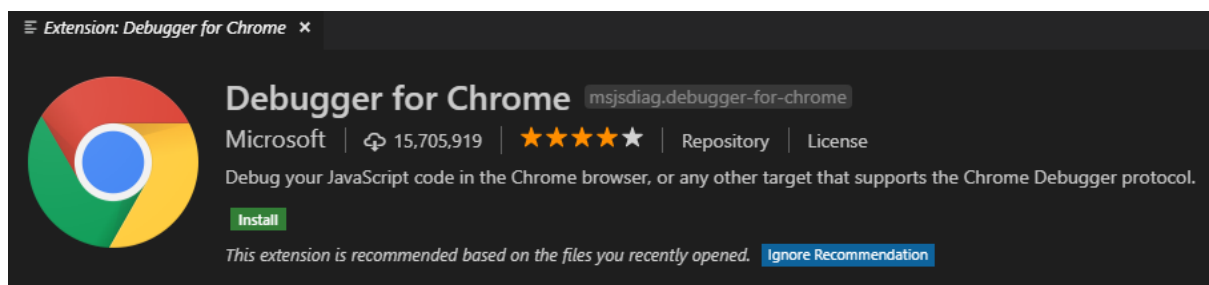 Extension: Debugger for Chrome
Debugger for Chrome msjsdiag.debugger-for-chrome
Microsoft 15,705,919 Repository License
Debug your JavaScript code in the Chrome browser, or any other target that supports the Chrome Debugger protocol.
Install
This extension is recommended based on the files you recently opened. Ignore Recommendation